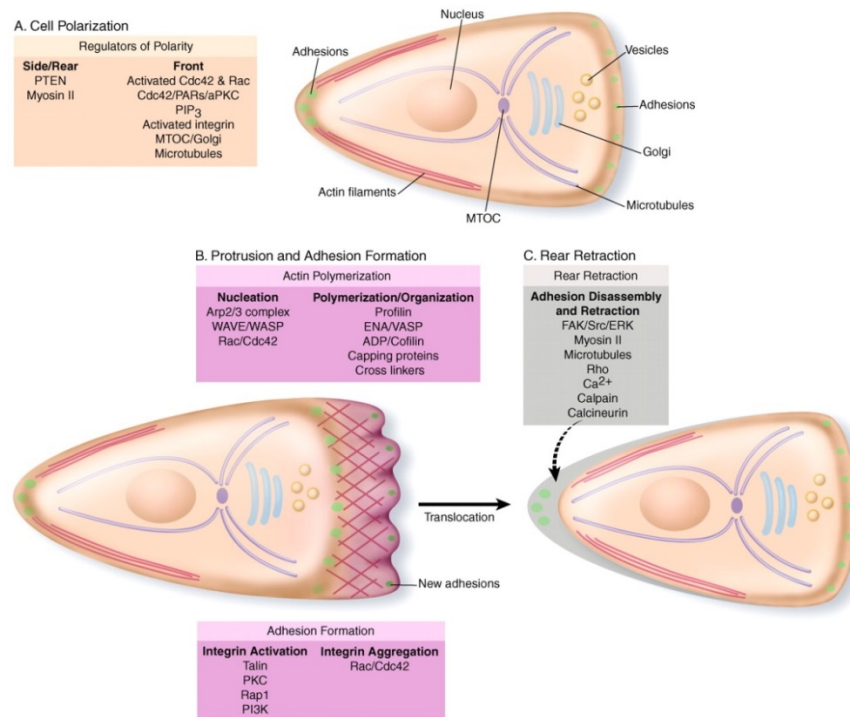 A. Cell Polarization
Regulators of Polarity
Side/Rear
PTEN
Myosin II
Front
Activated Cdc42 & Rac
Cdc42/PARs/aPKC
PIP3
Activated integrin
MTOC/Golgi
Microtubules
Adhesions
Nucleus
Vesicles
Adhesions
Golgi
Microtubules
MTOC
Actin filaments
B. Protrusion and Adhesion Formation
Actin Polymerization
Nucleation
Arp2/3 complex
WAVE/WASP
Rac/Cdc42
Polymerization/Organization
Profilin
ENA/VASP
ADP/Cofilin
Capping proteins
Cross linkers
C. Rear Retraction
Rear Retraction
Adhesion Disassembly
and Retraction
FAK/Src/ERK
Myosin II
Microtubules
Rho
Ca2+
Calpain
Calcineurin
Translocation
New adhesions
Adhesion Formation
Integrin Activation
Talin
PKC
Rap1
PI3K
Integrin Aggregation
Rac/Cdc42